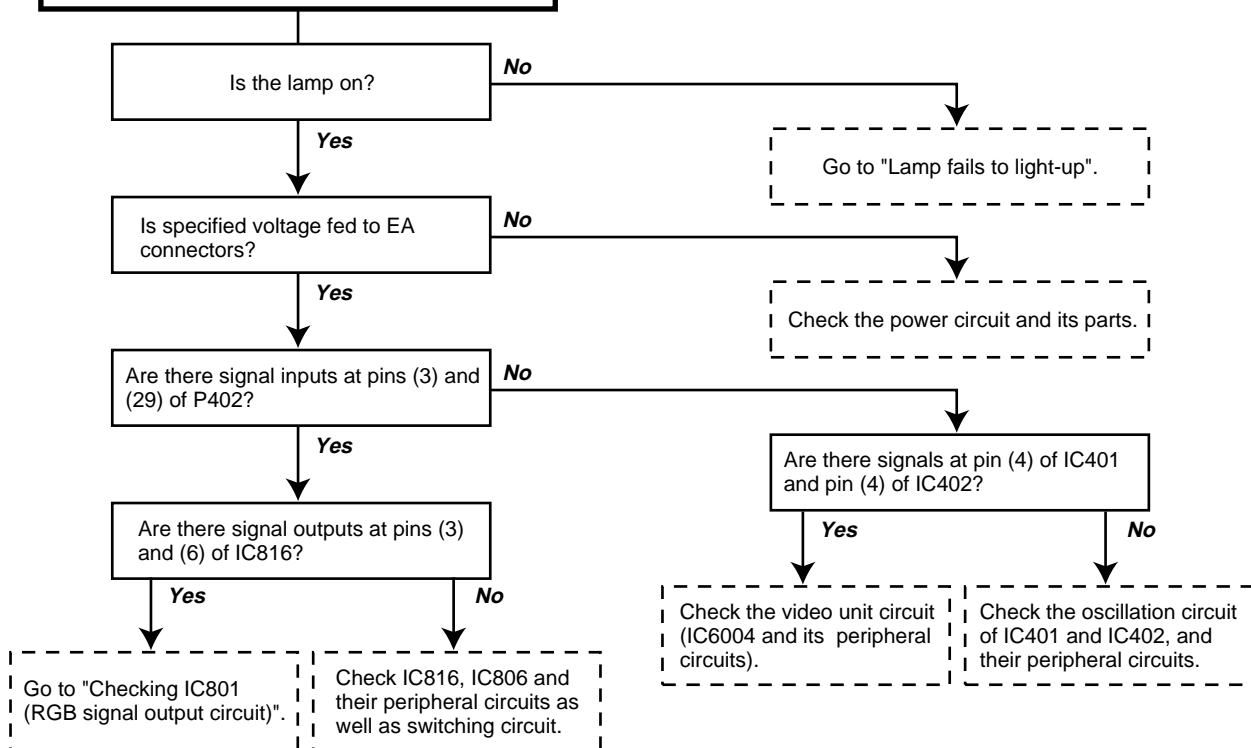 Is the lamp on?
No
Yes
Go to "Lamp fails to light-up".
Is specified voltage fed to EA
connectors?
No
Yes
Check the power circuit and its parts.
Are there signal inputs at pins (3) and
(29) of P402?
No
Yes
Are there signals at pin (4) of IC401
and pin (4) of IC402?
Are there signal outputs at pins (3)
and (6) of IC816?
Yes
No
Yes
No
Check the video unit circuit
(IC6004 and its peripheral
circuits).
Check the oscillation circuit
of IC401 and IC402, and
their peripheral circuits.
Go to "Checking IC801
(RGB signal output circuit)".
Check IC816, IC806 and
their peripheral circuits as
well as switching circuit.